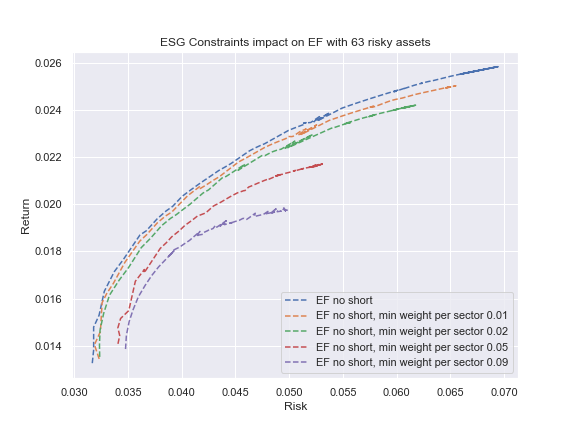 ESG Constraints impact on EF with 63 risky assets
0.026
0.024
0.022
0.020
0.018
0.016
0.014
Return
0.030 0.035 0.040 0.045 0.050 0.055 0.060 0.065 0.070
Risk
EF no short
EF no short, min weight per sector 0.01
EF no short, min weight per sector 0.02
EF no short, min weight per sector 0.05
EF no short, min weight per sector 0.09